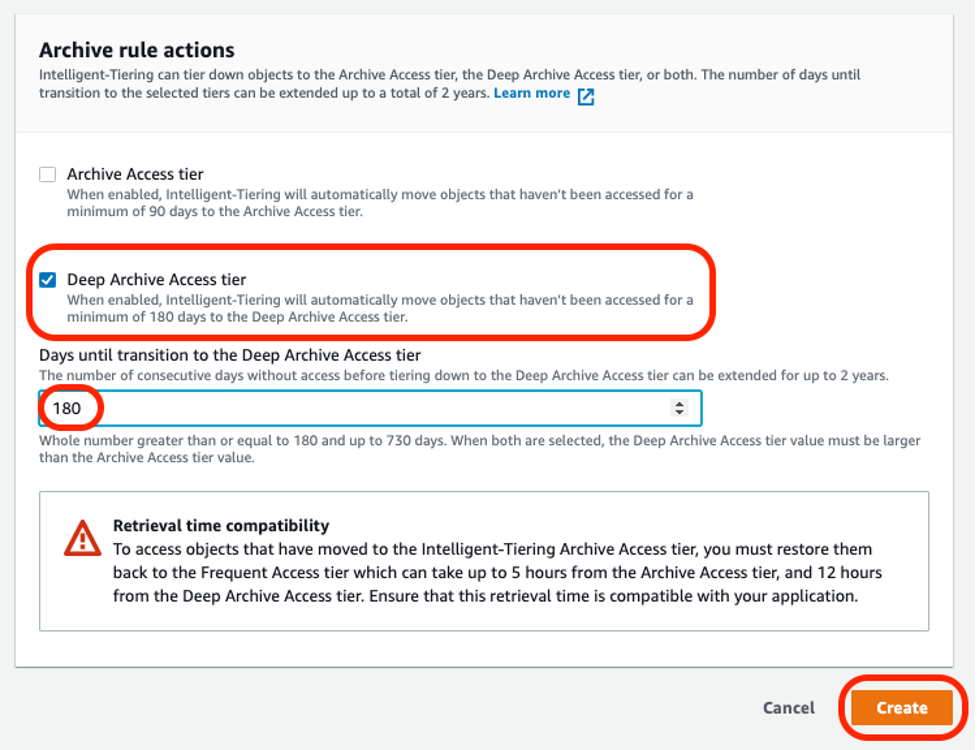 Archive rule actions
Intelligent-Tiering can tier down objects to the Archive Access tier, the Deep Archive Access tier, or both. The number of days until
transition to the selected tiers can be extended up to a total of 2 years. Learn more
Archive Access tier
When enabled, Intelligent-Tiering will automatically move objects that haven't been accessed for a
minimum of 90 days to the Archive Access tier.
Deep Archive Access tier
When enabled, Intelligent-Tiering will automatically move objects that haven't been accessed for a
minimum of 180 days to the Deep Archive Access tier.
Days until transition to the Deep Archive Access tier
The number of consecutive days without access before tiering down to the Deep Archive Access tier can be extended for up to 2 years.
180
Whole number greater than or equal to 180 and up to 730 days. When both are selected, the Deep Archive Access tier value must be larger
than the Archive Access tier value.
Retrieval time compatibility
To access objects that have moved to the Intelligent-Tiering Archive Access tier, you must restore them
back to the Frequent Access tier which can take up to 5 hours from the Archive Access tier, and 12 hours
from the Deep Archive Access tier. Ensure that this retrieval time is compatible with your application.
Cancel
Create